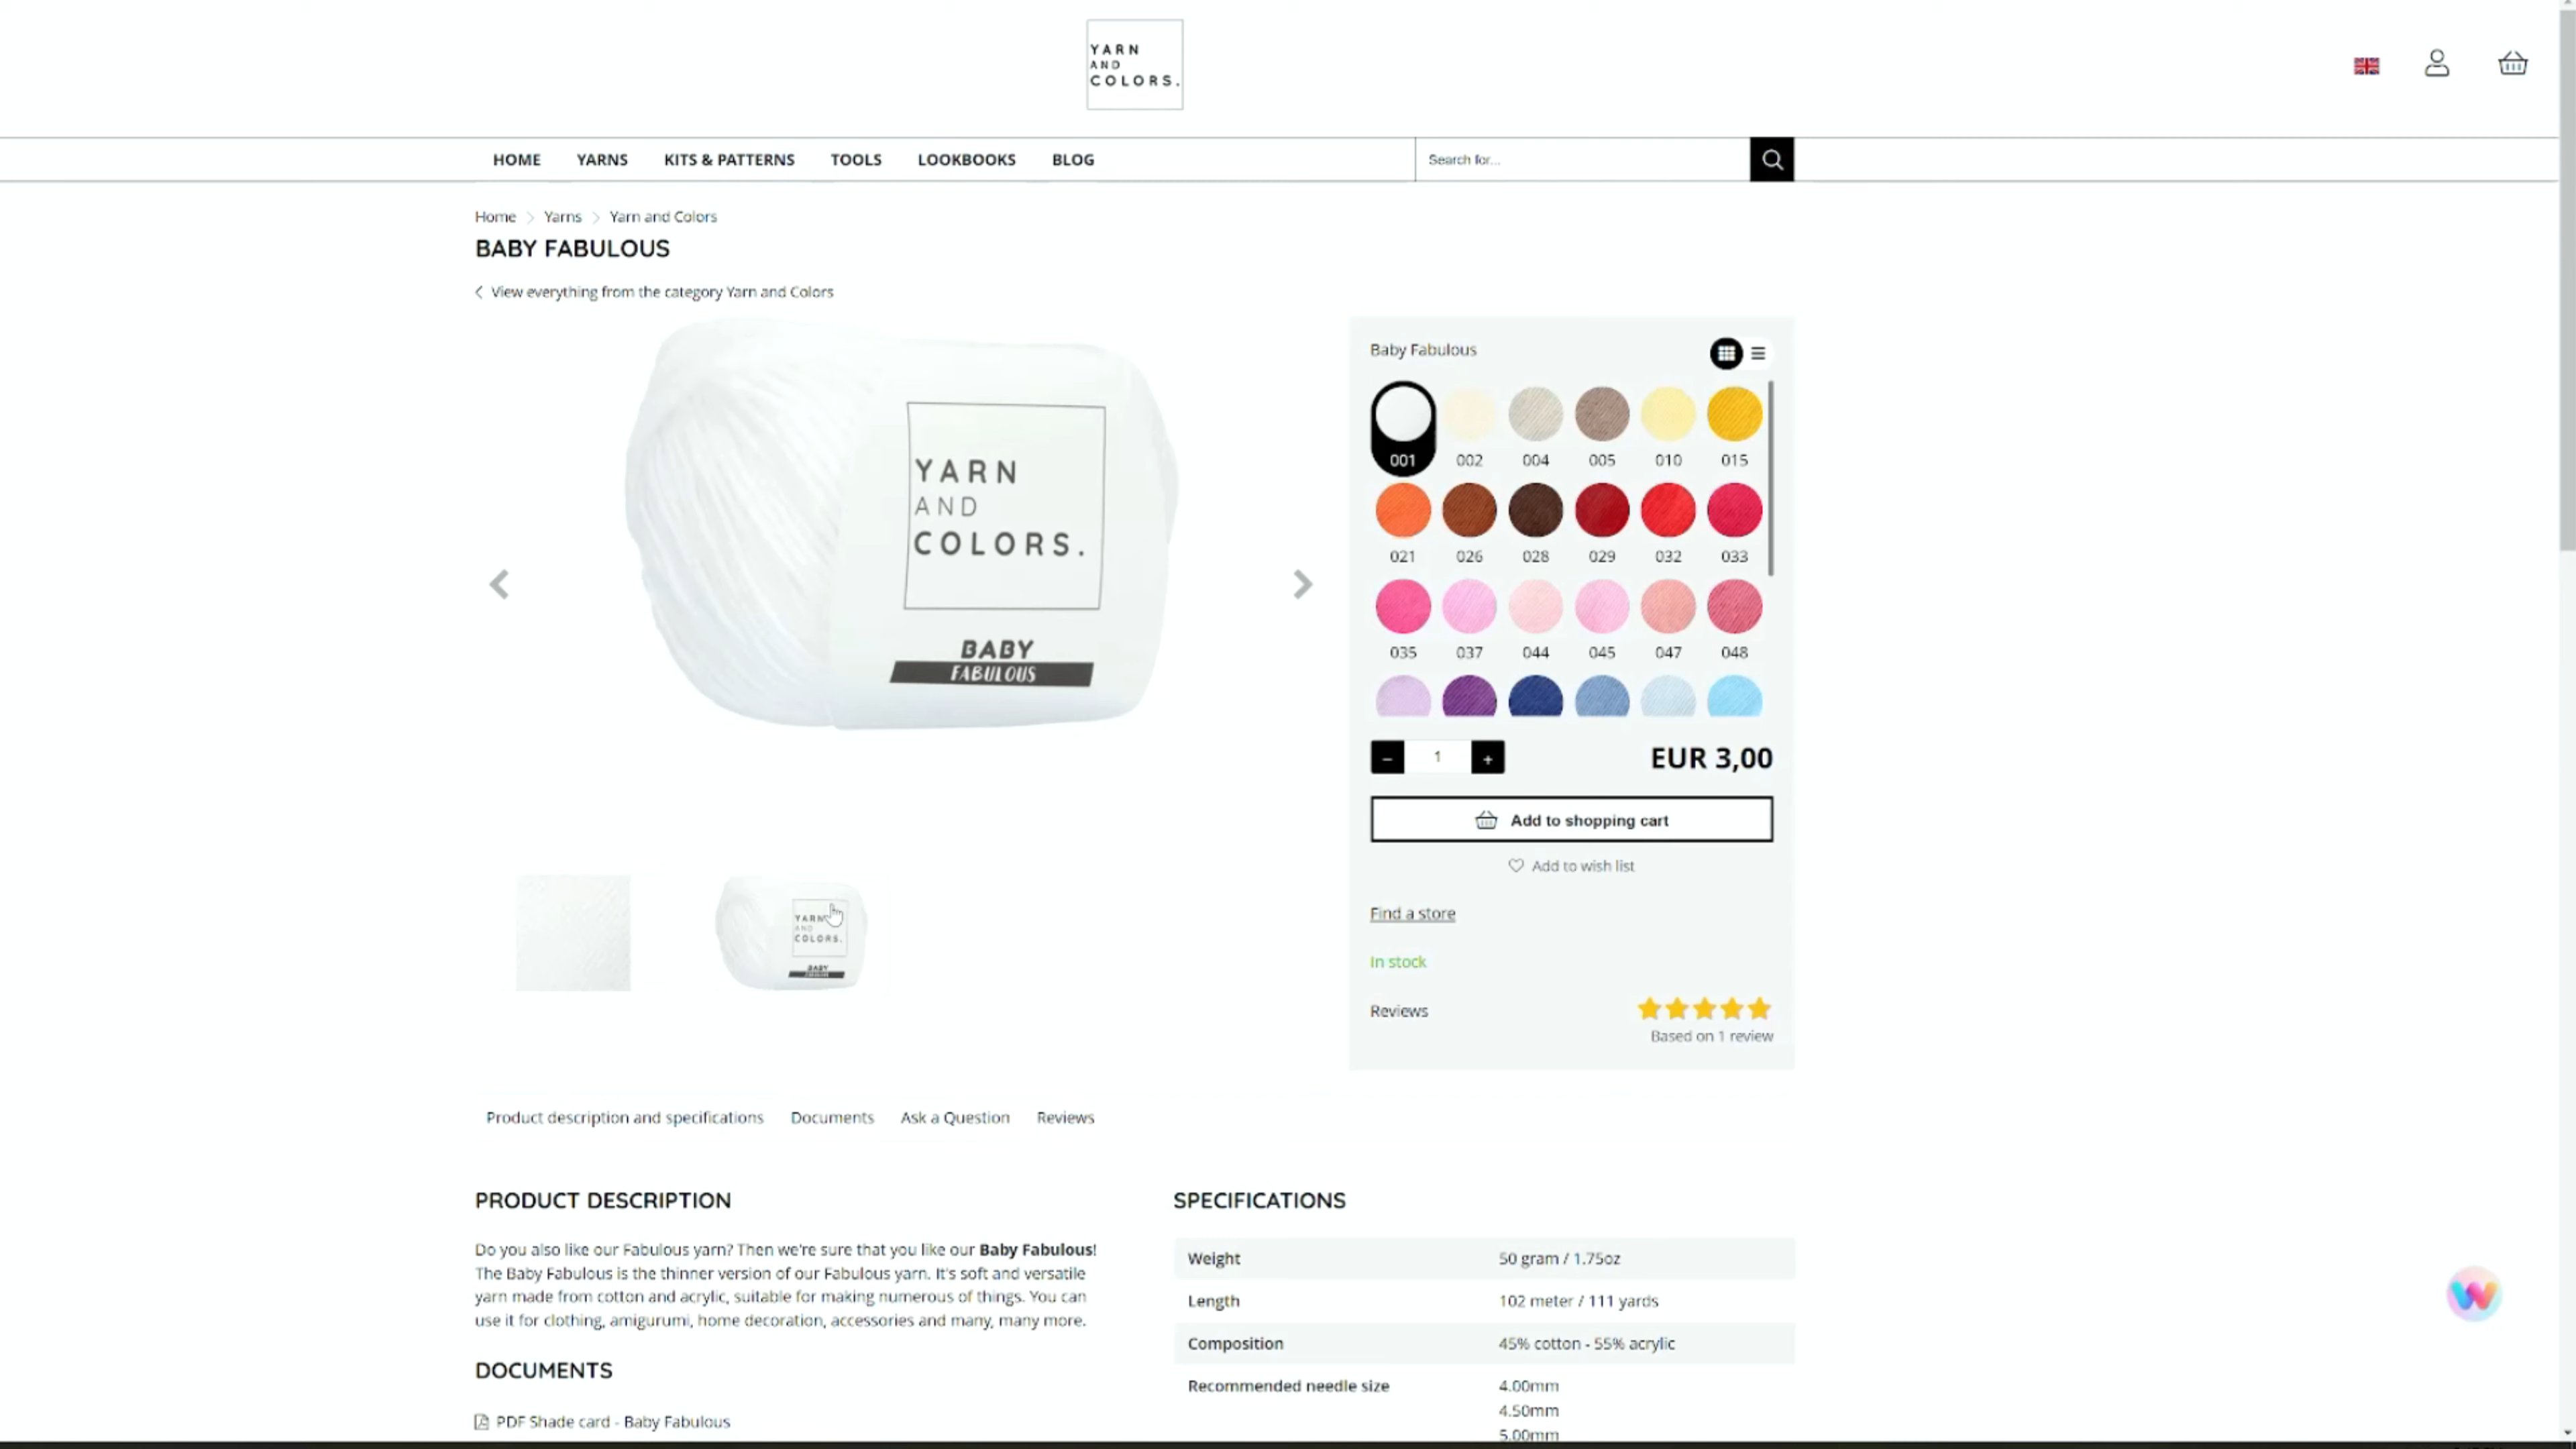 YARN
AND
COLORS.
HOME YARNS KITS & PATTERNS TOOLS LOOKBOOKS BLOG
Search for...
Home Yarns Yarn and Colors
BABY FABULOUS
View everything from the category Yarn and Colors
YARN
AND
COLORS.
BABY
FABULOUS
Baby Fabulous
001 002 004 005 010 015
021 026 028 029 032 033
035 037 044 045 047 048
− 1 +
EUR 3,00
Add to shopping cart
Add to wish list
Find a store
In stock
Reviews
Based on 1 review
YARN
AND
COLORS.
BABY
FABULOUS
Product description and specifications Documents Ask a Question Reviews
PRODUCT DESCRIPTION
Do you also like our Fabulous yarn? Then we're sure that you like our Baby Fabulous!
The Baby Fabulous is the thinner version of our Fabulous yarn. It's soft and versatile
yarn made from cotton and acrylic, suitable for making numerous of things. You can
use it for clothing, amigurumi, home decoration, accessories and many, many more.
DOCUMENTS
PDF Shade card - Baby Fabulous
SPECIFICATIONS
Weight 50 gram / 1.75oz
Length 102 meter / 111 yards
Composition 45% cotton - 55% acrylic
Recommended needle size 4.00mm
4.50mm
5.00mm